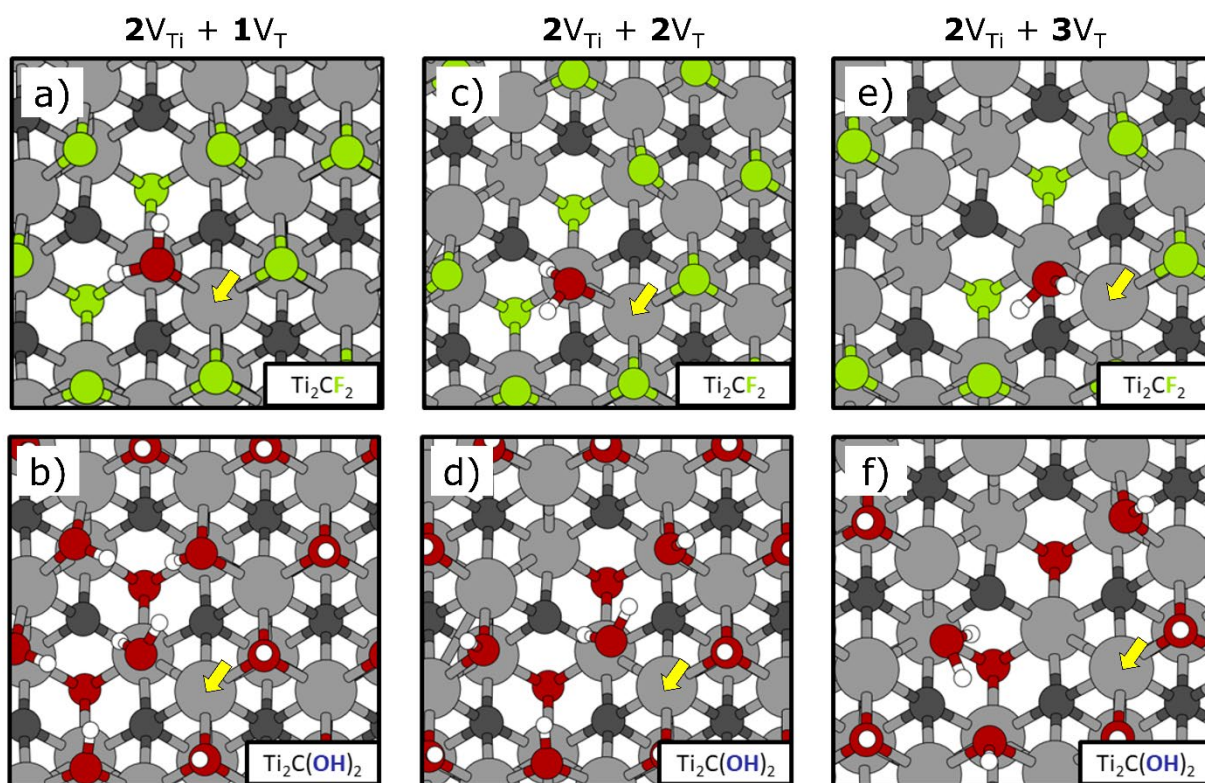 2V_Ti + 1V_T
2V_Ti + 2V_T
2V_Ti + 3V_T
a)
c)
e)
Ti₂CF₂
Ti₂CF₂
Ti₂CF₂
b)
d)
f)
Ti₂C(OH)₂
Ti₂C(OH)₂
Ti₂C(OH)₂